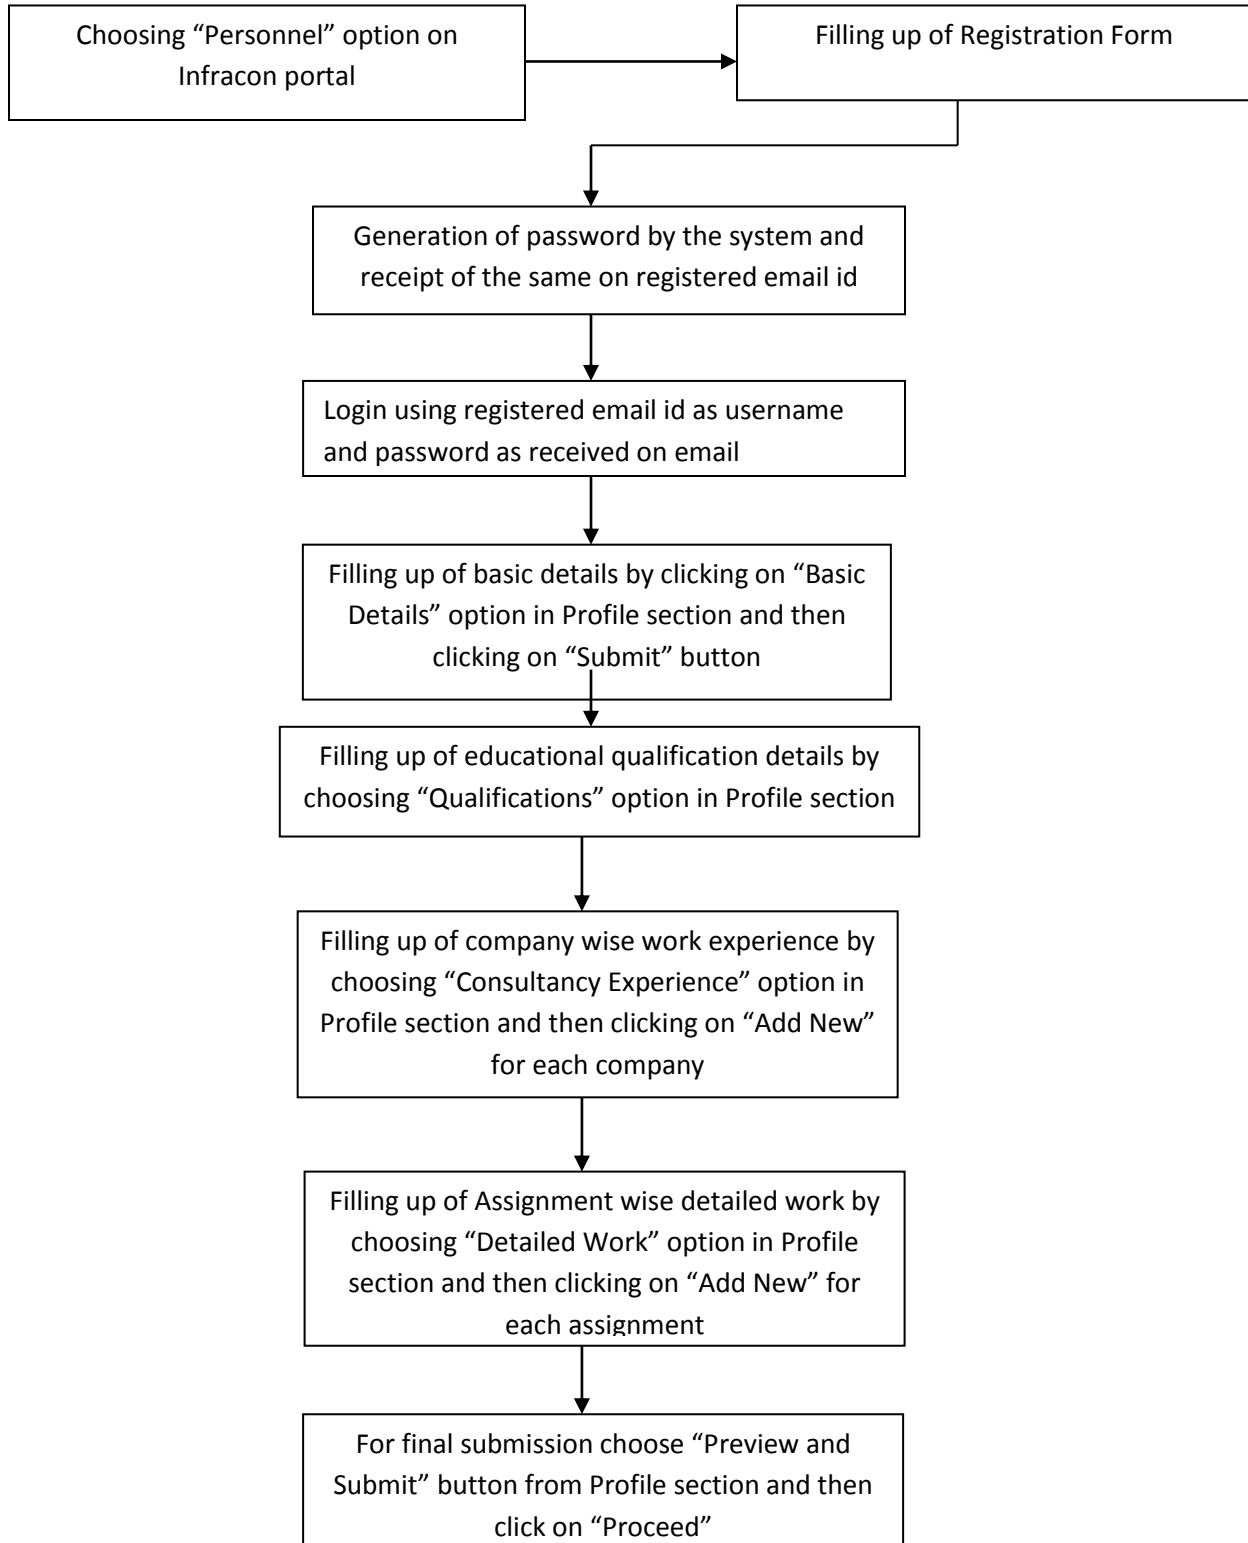 Choosing “Personnel” option on
Infracon portal
Filling up of Registration Form
Generation of password by the system and
receipt of the same on registered email id
Login using registered email id as username
and password as received on email
Filling up of basic details by clicking on “Basic
Details” option in Profile section and then
clicking on “Submit” button
Filling up of educational qualification details by
choosing “Qualifications” option in Profile section
Filling up of company wise work experience by
choosing “Consultancy Experience” option in
Profile section and then clicking on “Add New”
for each company
Filling up of Assignment wise detailed work by
choosing “Detailed Work” option in Profile
section and then clicking on “Add New” for
each assignment
For final submission choose “Preview and
Submit” button from Profile section and then
click on “Proceed”